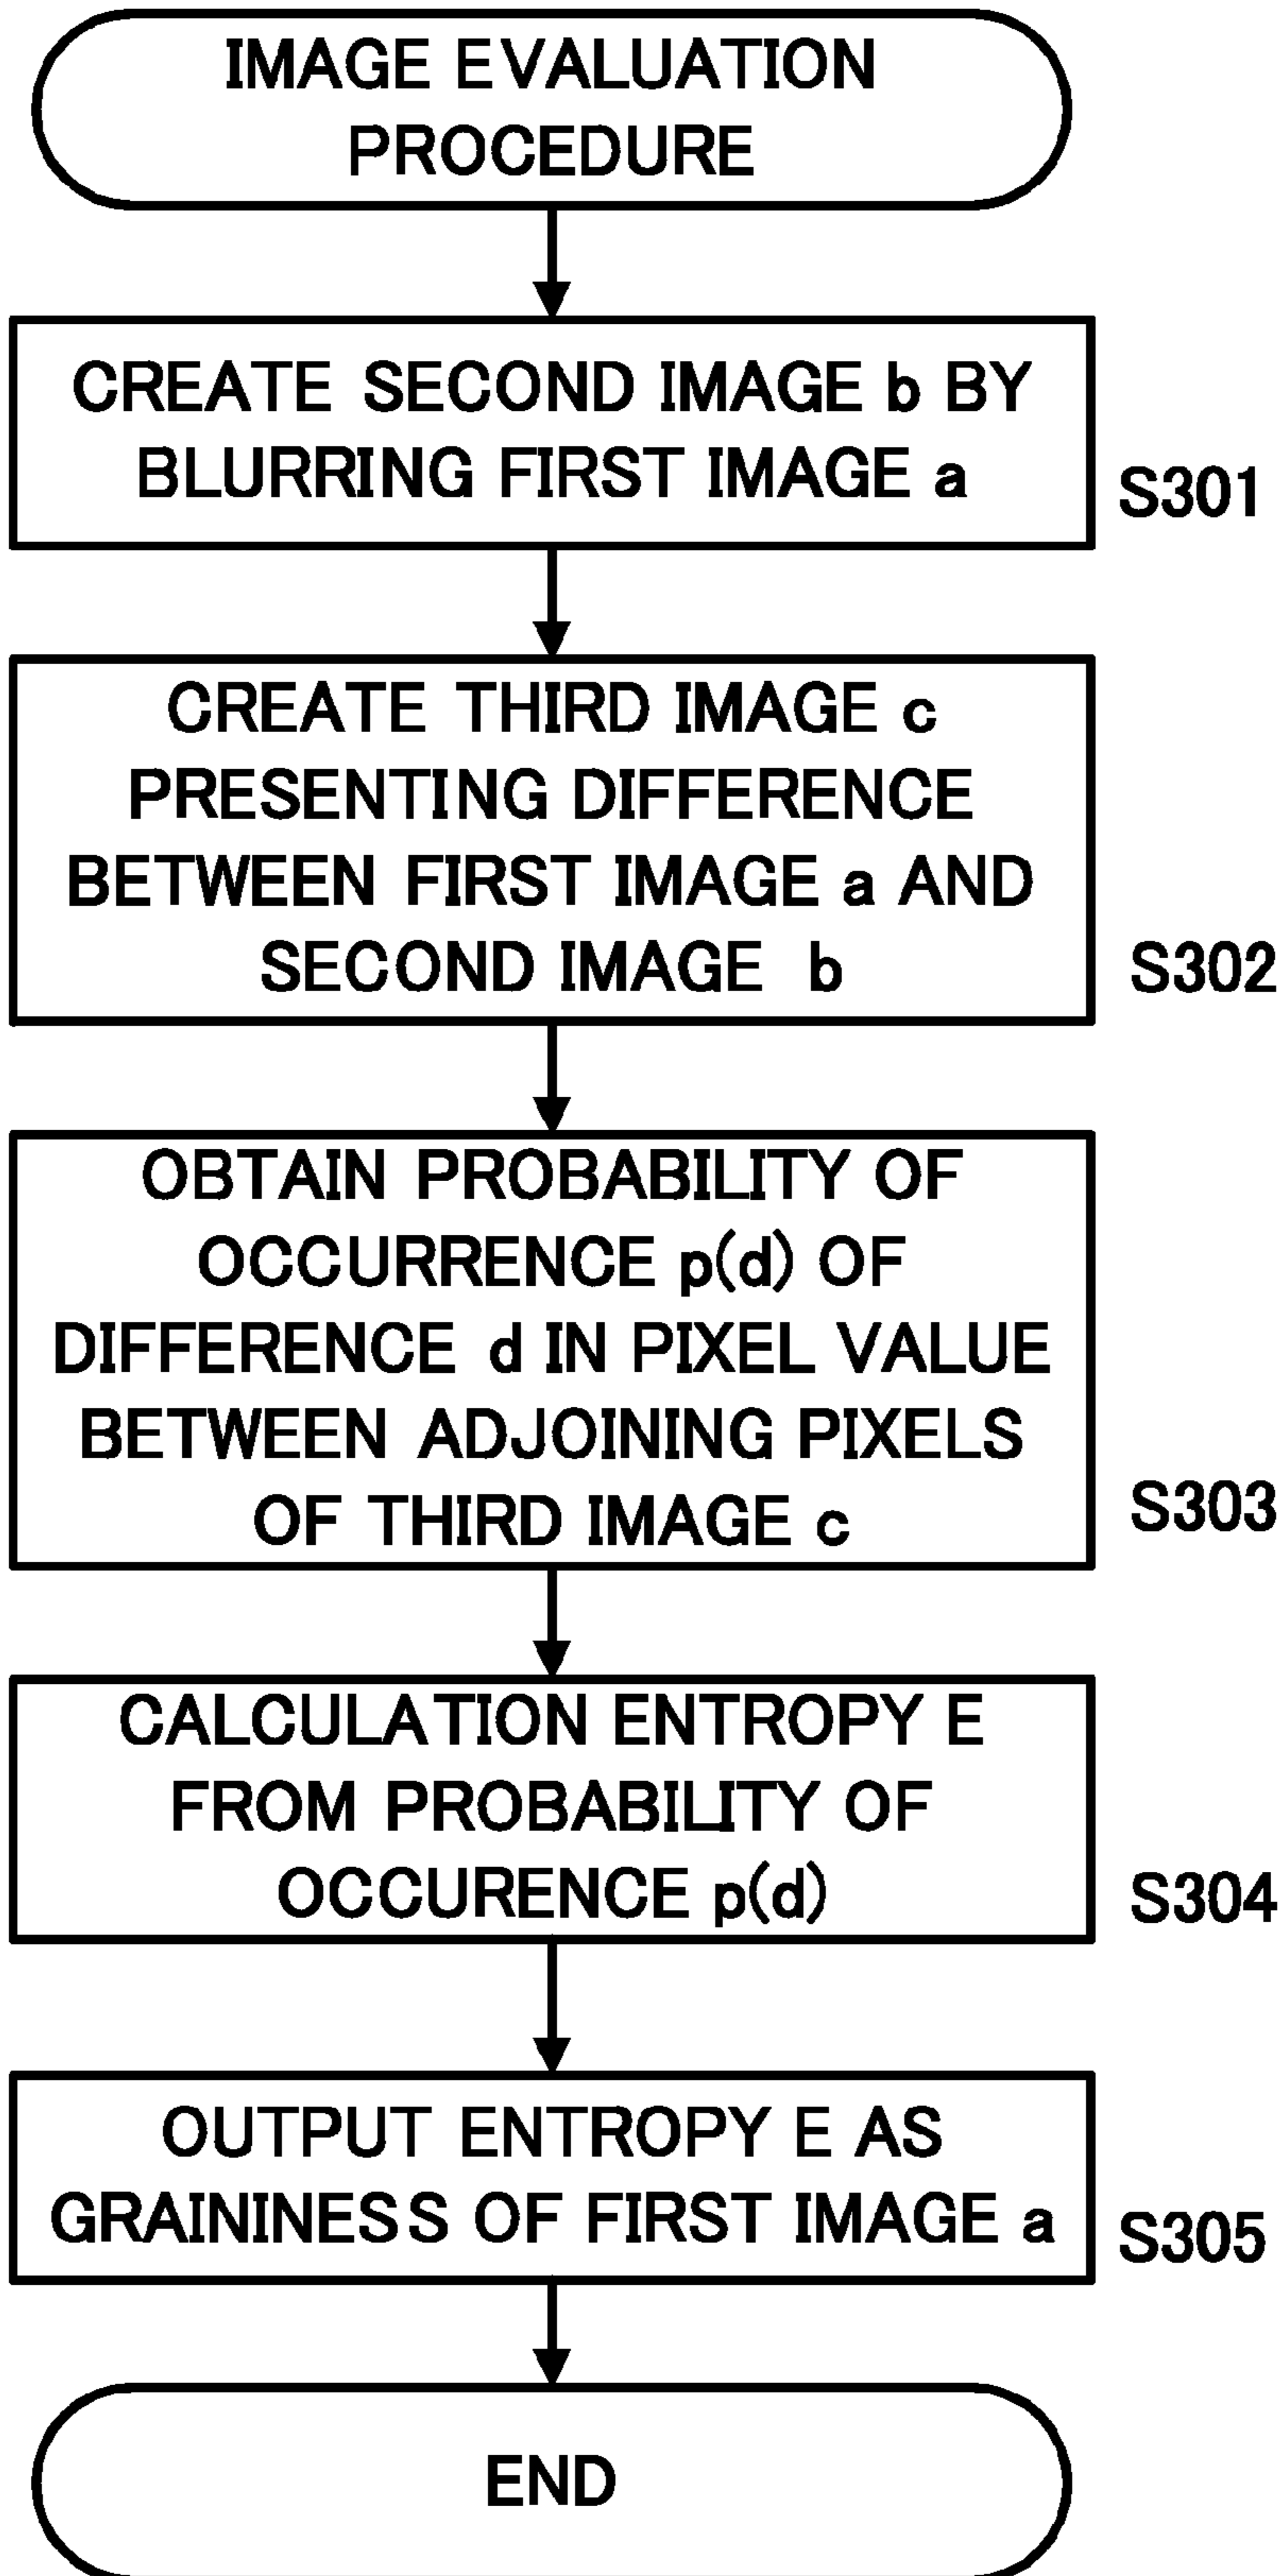 IMAGE EVALUATION
PROCEDURE
CREATE SECOND IMAGE b BY
BLURRING FIRST IMAGE a
S301
CREATE THIRD IMAGE c
PRESENTING DIFFERENCE
BETWEEN FIRST IMAGE a AND
SECOND IMAGE b
S302
OBTAIN PROBABILITY OF
OCCURRENCE p(d) OF
DIFFERENCE d IN PIXEL VALUE
BETWEEN ADJOINING PIXELS
OF THIRD IMAGE c
S303
CALCULATION ENTROPY E
FROM PROBABILITY OF
OCCURENCE p(d)
S304
OUTPUT ENTROPY E AS
GRAININESS OF FIRST IMAGE a
S305
END